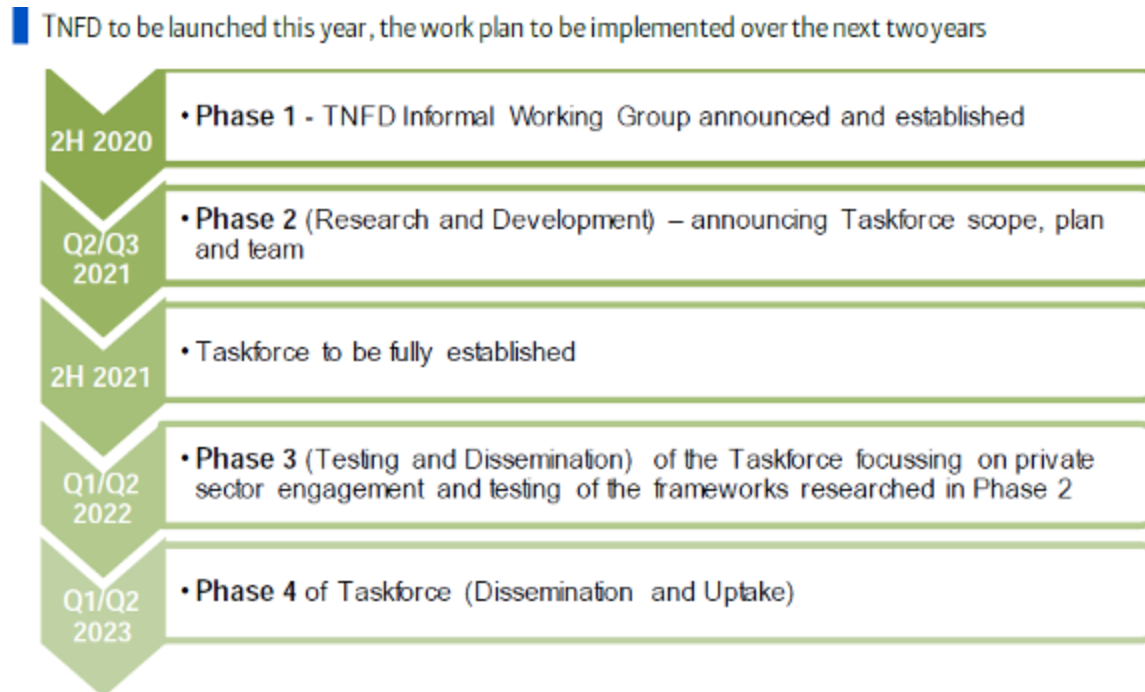 TNFD to be launched this year, the work plan to be implemented over the next two years
2H 2020
• Phase 1 - TNFD Informal Working Group announced and established
Q2/Q3
2021
• Phase 2 (Research and Development) – announcing Taskforce scope, plan
and team
2H 2021
• Taskforce to be fully established
Q1/Q2
2022
• Phase 3 (Testing and Dissemination) of the Taskforce focussing on private
sector engagement and testing of the frameworks researched in Phase 2
Q1/Q2
2023
• Phase 4 of Taskforce (Dissemination and Uptake)